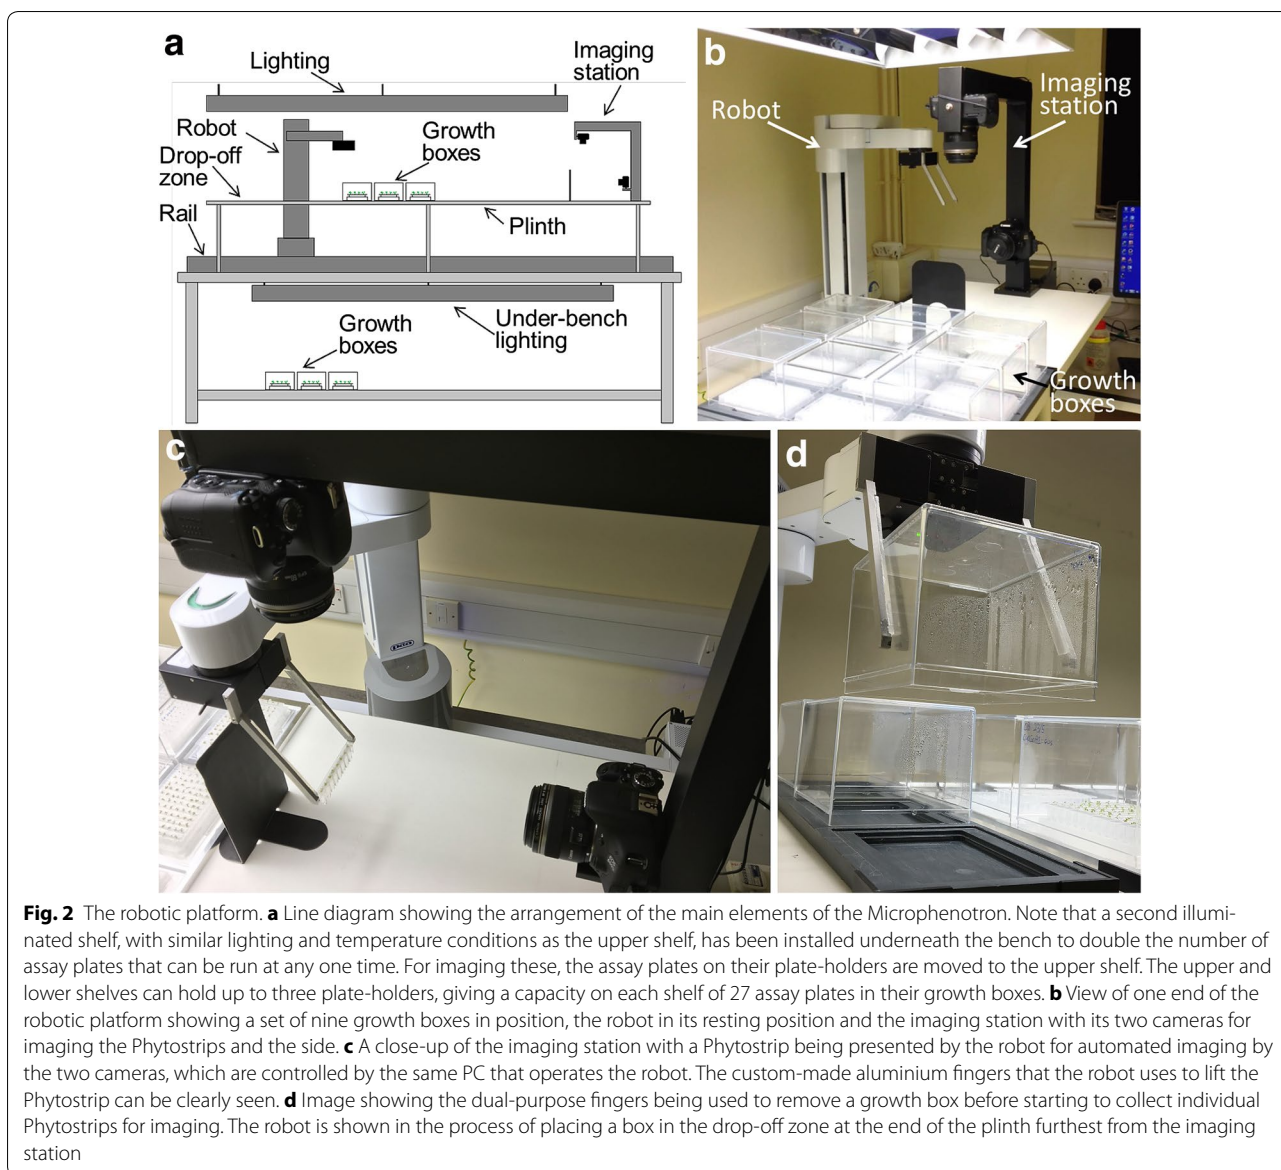 a
Lighting
Imaging
station
Robot
Growth
boxes
Drop-off
zone
Rail
Plinth
Growth
boxes
Under-bench
lighting
b
Robot
Imaging
station
Growth
boxes
c
d
Fig. 2 The robotic platform. a Line diagram showing the arrangement of the main elements of the Microphenotron. Note that a second illumi-
nated shelf, with similar lighting and temperature conditions as the upper shelf, has been installed underneath the bench to double the number of
assay plates that can be run at any one time. For imaging these, the assay plates on their plate-holders are moved to the upper shelf. The upper and
lower shelves can hold up to three plate-holders, giving a capacity on each shelf of 27 assay plates in their growth boxes. b View of one end of the
robotic platform showing a set of nine growth boxes in position, the robot in its resting position and the imaging station with its two cameras for
imaging the Phytostrips and the side. c A close-up of the imaging station with a Phytostrip being presented by the robot for automated imaging by
the two cameras, which are controlled by the same PC that operates the robot. The custom-made aluminium fingers that the robot uses to lift the
Phytostrip can be clearly seen. d Image showing the dual-purpose fingers being used to remove a growth box before starting to collect individual
Phytostrips for imaging. The robot is shown in the process of placing a box in the drop-off zone at the end of the plinth furthest from the imaging
station